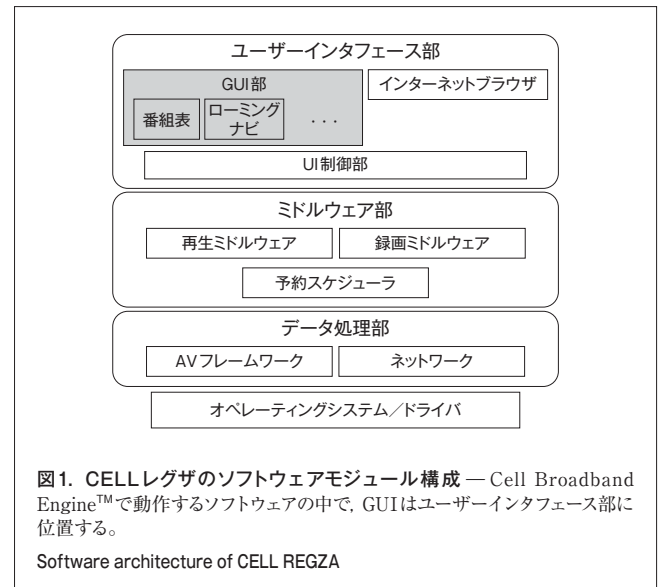 ユーザーインタフェース部
GUI部
インターネットブラウザ
番組表
ローミング
ナビ
...
UI制御部
ミドルウェア部
再生ミドルウェア
録画ミドルウェア
予約スケジューラ
データ処理部
AVフレームワーク
ネットワーク
オペレーティングシステム／ドライバ
図1. CELLレグザのソフトウェアモジュール構成 — Cell Broadband
Engine™で動作するソフトウェアの中で，GUIはユーザーインタフェース部に
位置する。
Software architecture of CELL REGZA